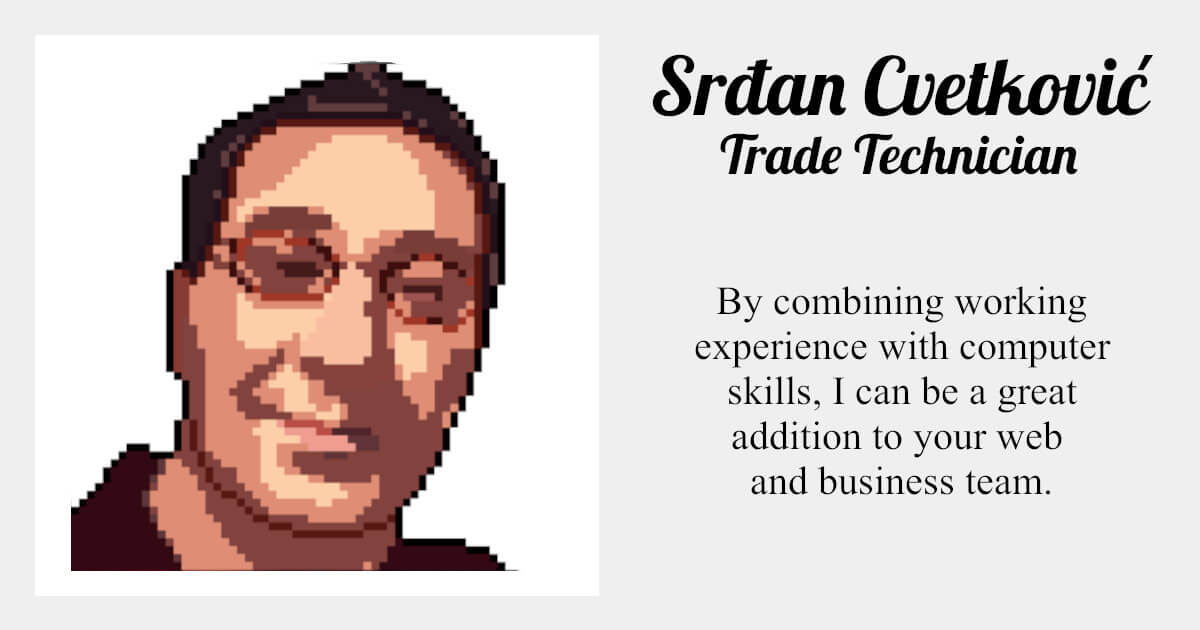 Srđan Cvetković
Trade Technician
By combining working
experience with computer
skills, I can be a great
addition to your web
and business team.